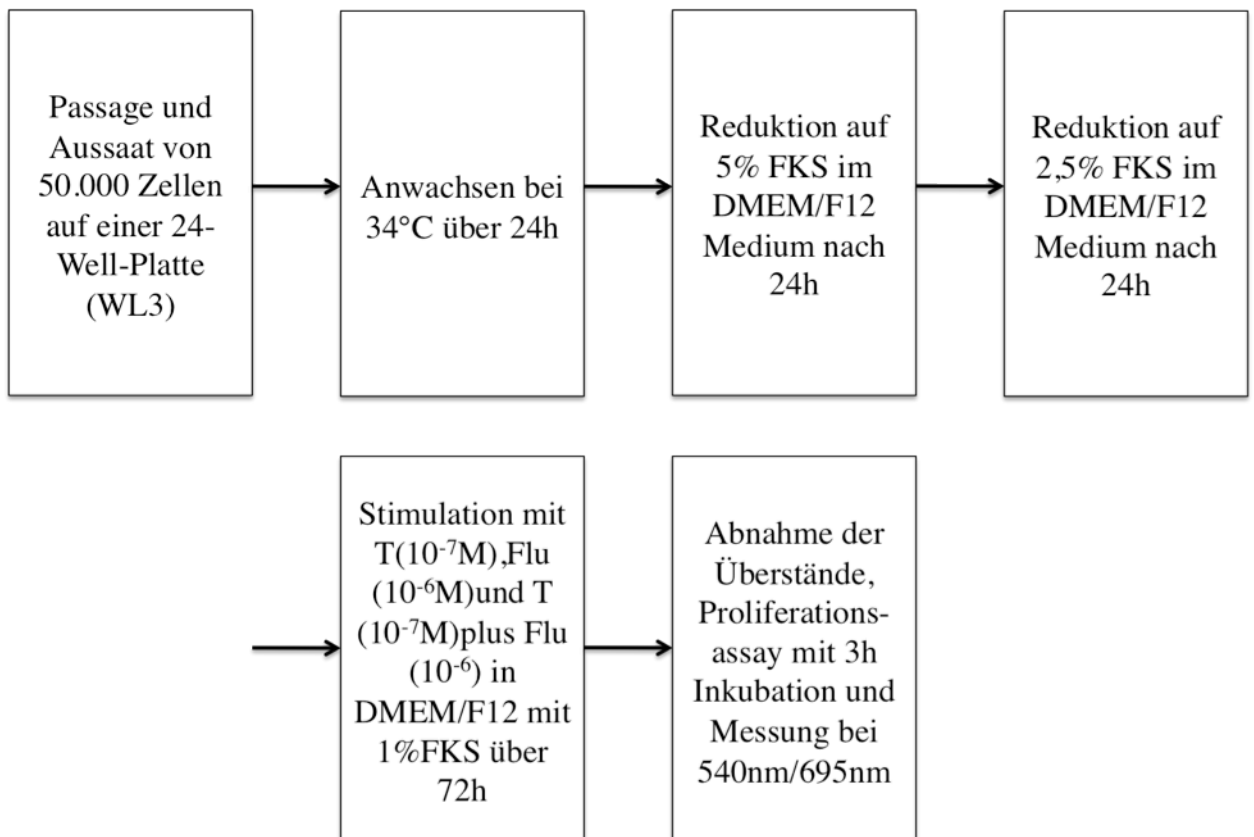 Passage und
Aussaat von
50.000 Zellen
auf einer 24-
Well-Platte
(WL3)
Anwachsen bei
34°C über 24h
Reduktion auf
5% FKS im
DMEM/F12
Medium nach
24h
Reduktion auf
2,5% FKS im
DMEM/F12
Medium nach
24h
Stimulation mit
T(10⁻⁷M),Flu
(10⁻⁶M)und T
(10⁻⁷M)plus Flu
(10⁻⁶) in
DMEM/F12 mit
1%FKS über
72h
Abnahme der
Überstände,
Proliferations-
assay mit 3h
Inkubation und
Messung bei
540nm/695nm